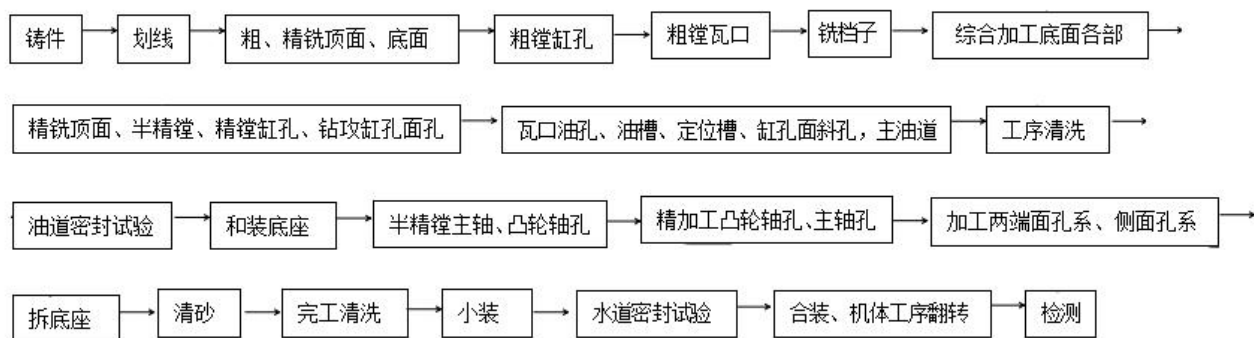 铸件 划线 粗、精铣顶面、底面 粗镗缸孔 粗镗瓦口 铣档子 综合加工底面各部
精铣顶面、半精镗、精镗缸孔、钻攻缸孔面孔 瓦口油孔、油槽、定位槽、缸孔面斜孔，主油道 工序清洗
油道密封试验 和装底座 半精镗主轴、凸轮轴孔 精加工凸轮轴孔、主轴孔 加工两端面孔系、侧面孔系
拆底座 清砂 完工清洗 小装 水道密封试验 合装、机体工序翻转 检测